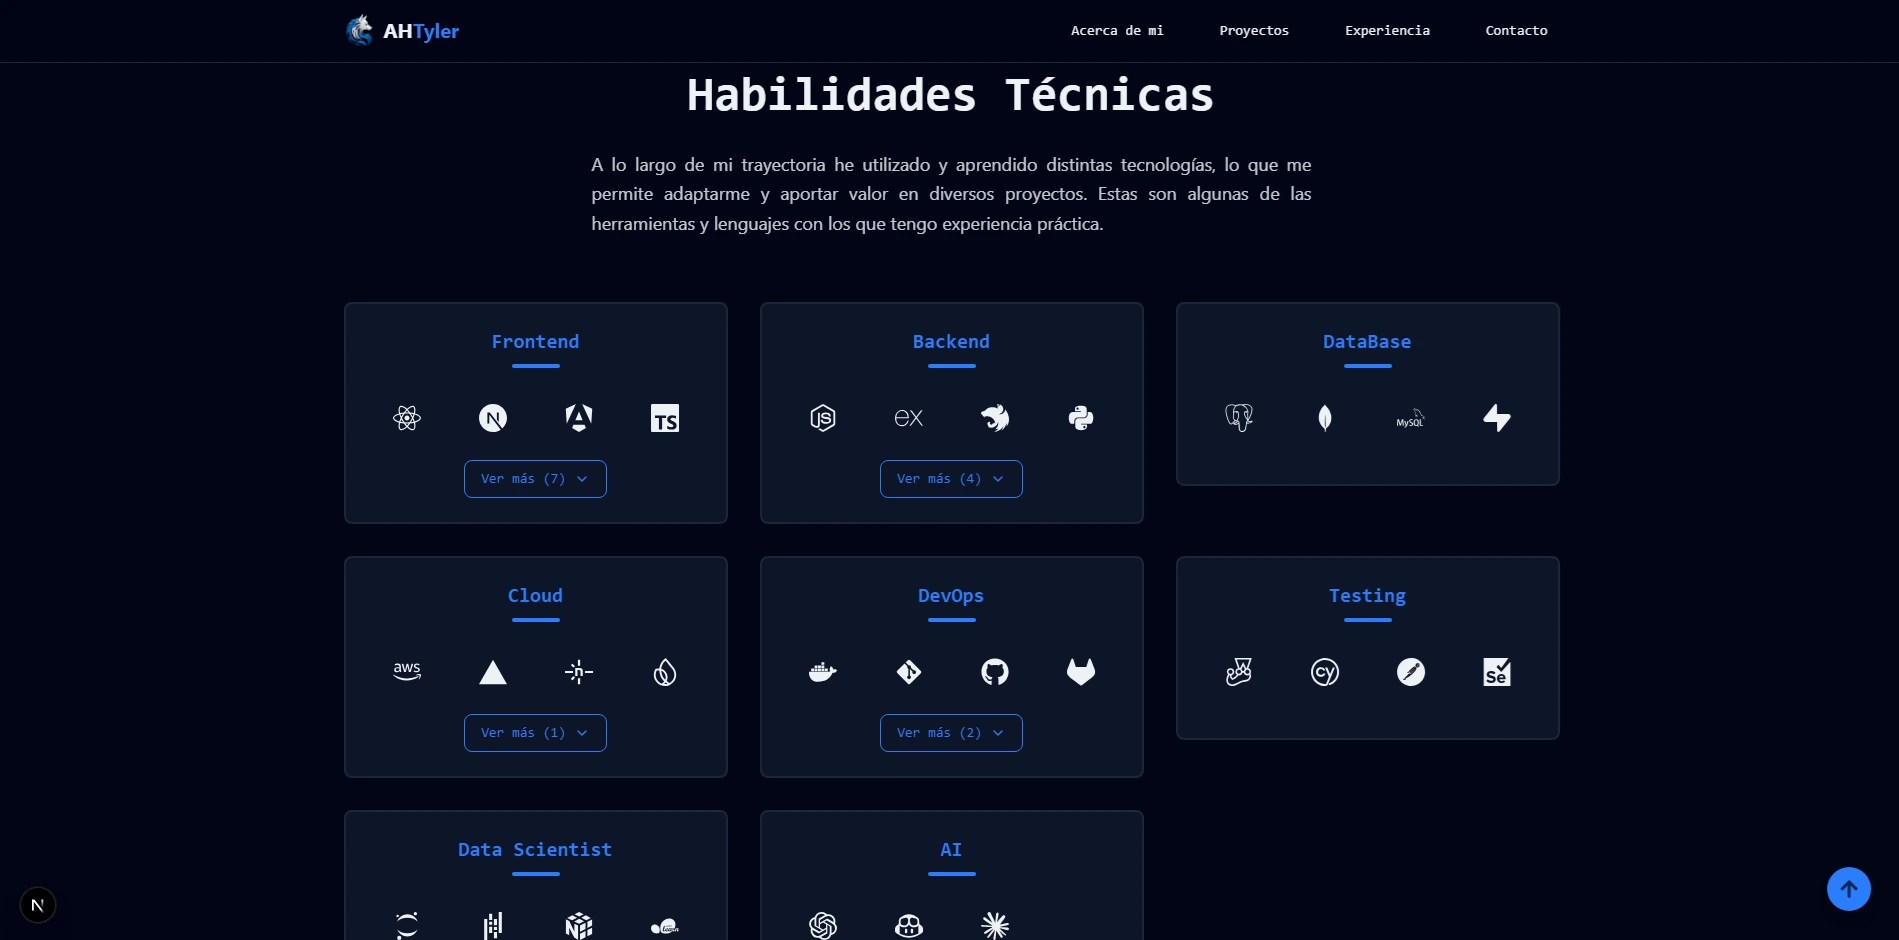 AHTyler
Acerca de mi
Proyectos
Experiencia
Contacto
Habilidades Técnicas
A lo largo de mi trayectoria he utilizado y aprendido distintas tecnologías, lo que me
permite adaptarme y aportar valor en diversos proyectos. Estas son algunas de las
herramientas y lenguajes con los que tengo experiencia práctica.
Frontend
N
A
TS
Ver más (7)
Backend
JS
ex
Ver más (4)
DataBase
MySQL
Cloud
aws
n
Ver más (1)
DevOps
Ver más (2)
Testing
cy
Se
Data Scientist
learn
AI
N